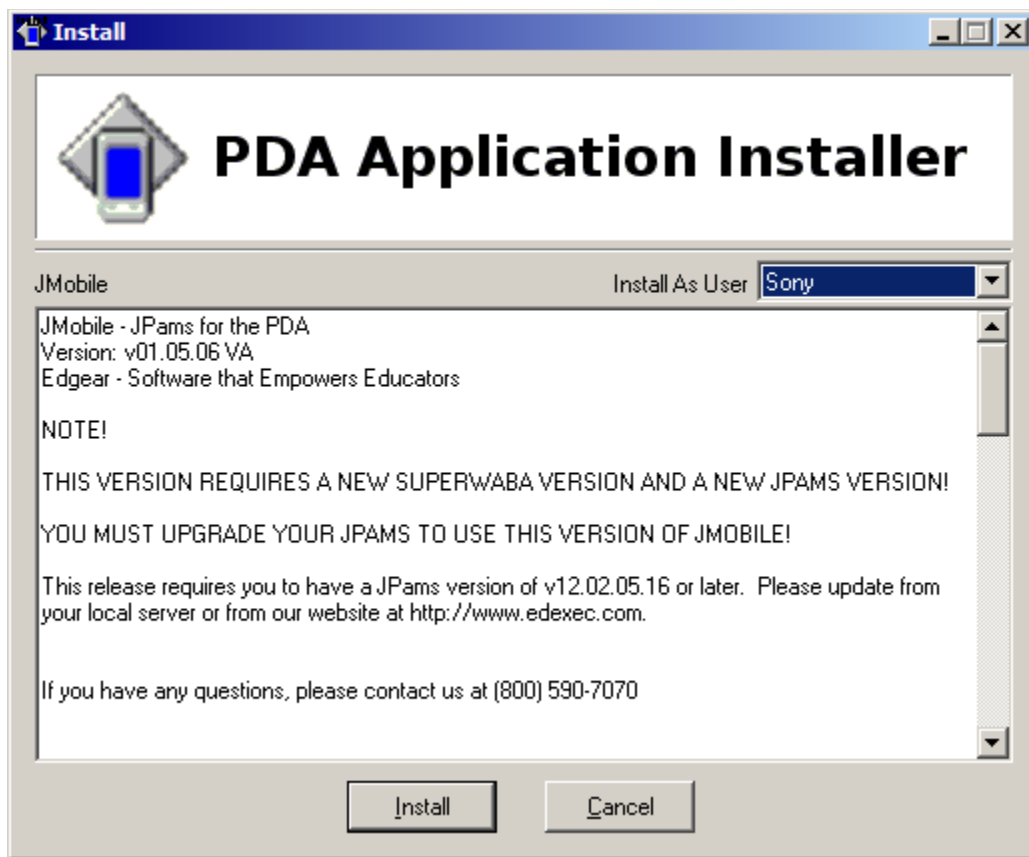 Install
PDA Application Installer
JMobile
Install As User Sony
JMobile - JPams for the PDA
Version: v01.05.06 VA
Edgear - Software that Empowers Educators
NOTE!
THIS VERSION REQUIRES A NEW SUPERWABA VERSION AND A NEW JPAMS VERSION!
YOU MUST UPGRADE YOUR JPAMS TO USE THIS VERSION OF JMOBILE!
This release requires you to have a JPams version of v12.02.05.16 or later.  Please update from
your local server or from our website at http://www.edexec.com.
If you have any questions, please contact us at (800) 590-7070
Install
Cancel